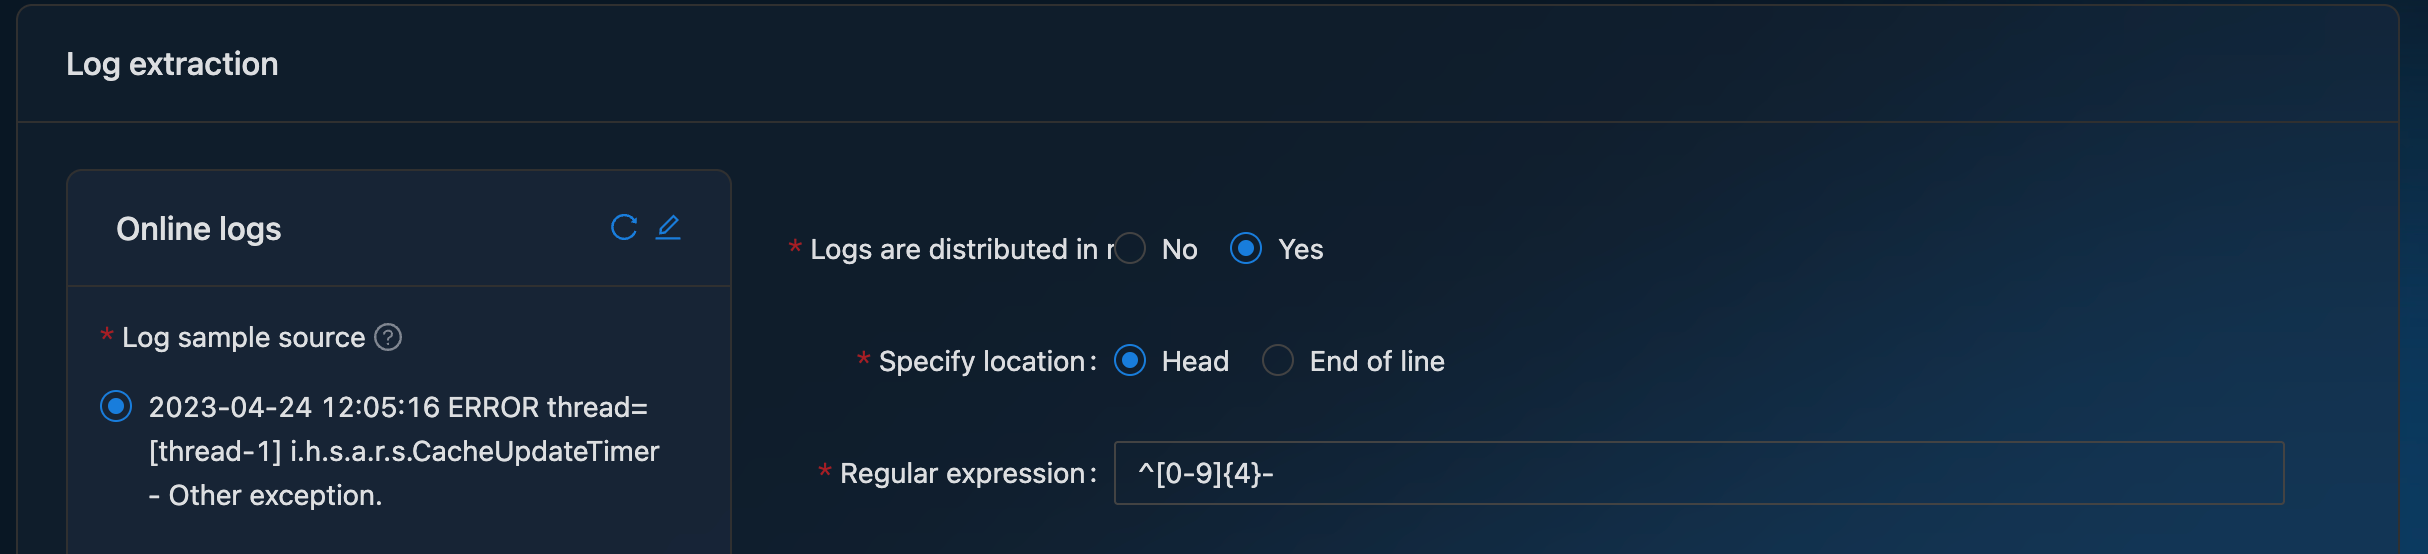 Log extraction
Online logs
* Log sample source ?
2023-04-24 12:05:16 ERROR thread=
[thread-1] i.h.s.a.r.s.CacheUpdateTimer
- Other exception.
* Logs are distributed in No Yes
* Specify location: Head End of line
* Regular expression: ^[0-9]{4}-